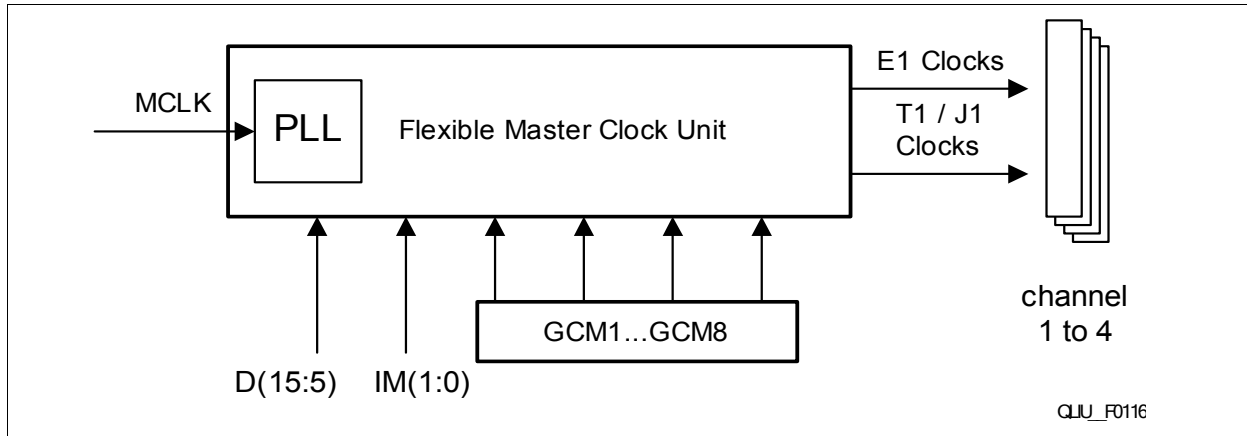 E1 Clocks
MCLK
PLL
Flexible Master Clock Unit
T1 / J1
Clocks
GCM1...GCM8
channel
1 to 4
D(15:5)
IM(1:0)
QLIU_F0116